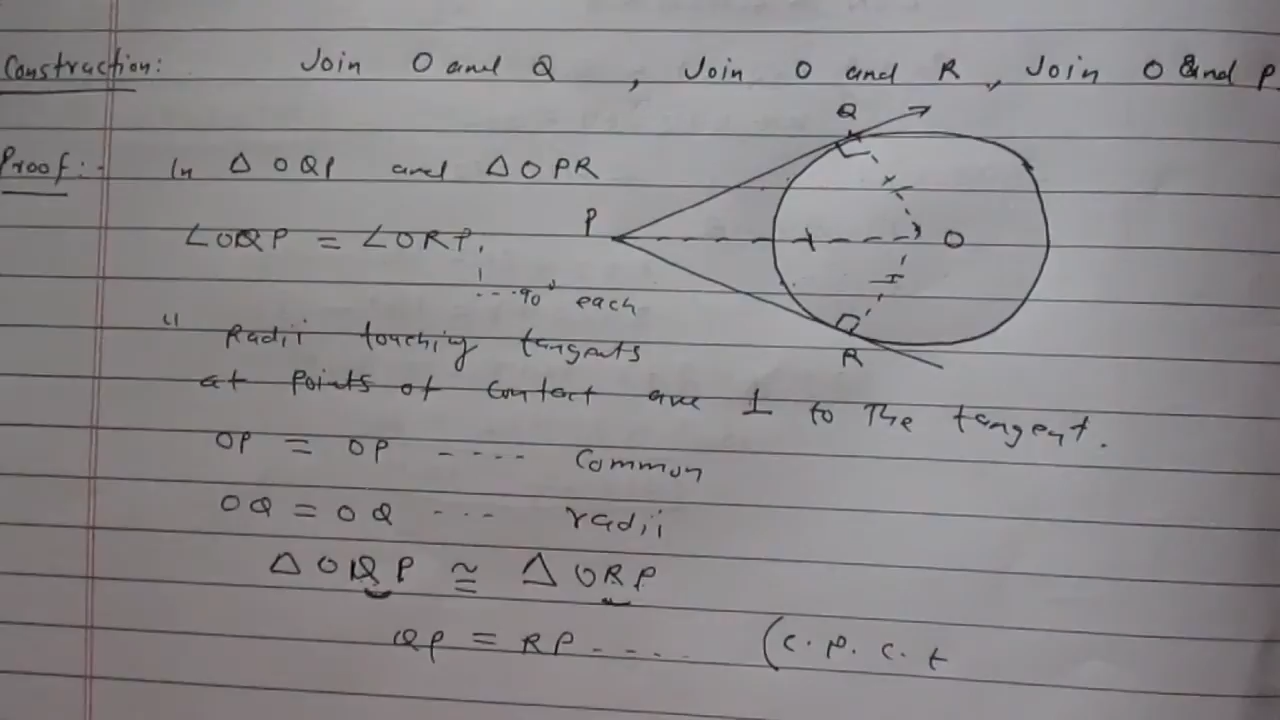 Construction: Join O and Q , Join O and R , Join O and P.
Q
Proof:- In Δ OQP and Δ OPR
P
∠OQP = ∠ORP.
O
....90° each
" Radii touching tangents
R
at points of contact are ⊥ to the tangent.
OP = OP ---- Common
OQ = OQ --- radii
Δ OQP ≅ Δ ORP
QP = RP ---- (c.p.c.t